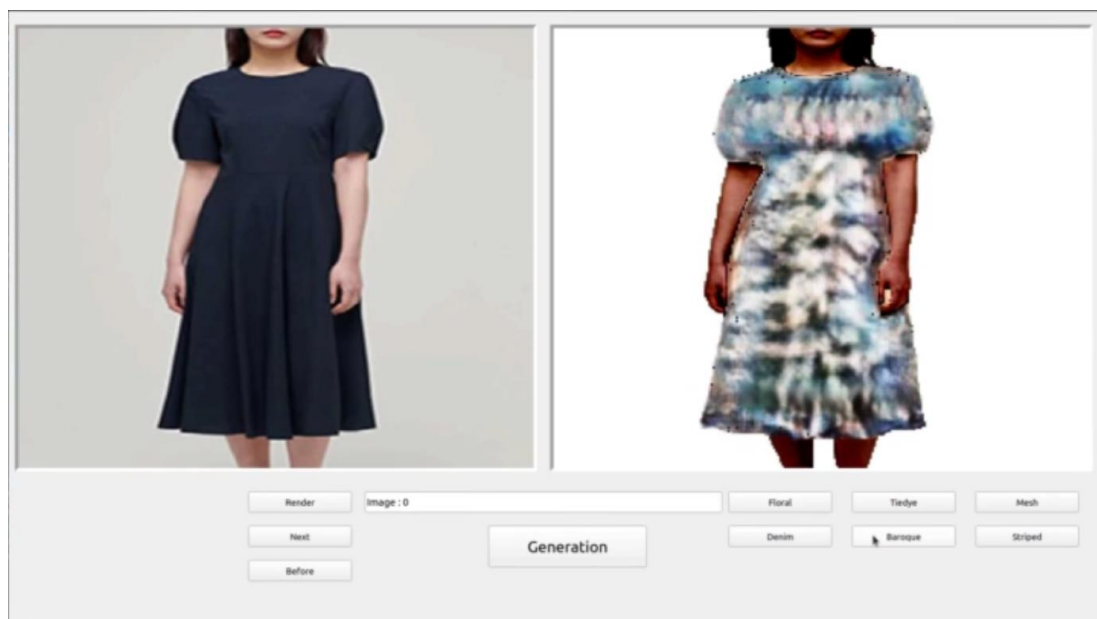 Render
Image : 0
Floral
Tiedye
Mesh
Next
Generation
Denim
Baroque
Striped
Before